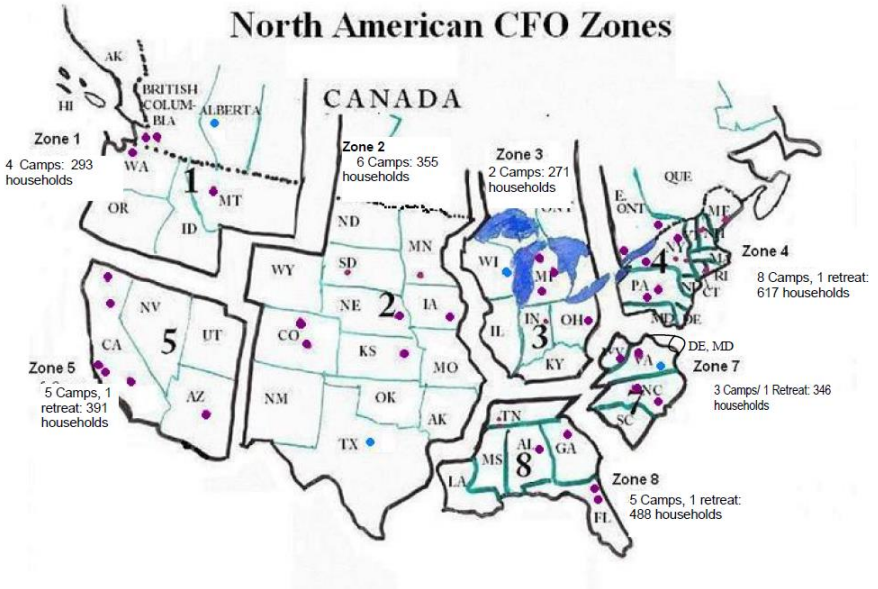 North American CFO Zones
AK
HI
BRITISH
COLUM-
BIA
ALBERTA
CANADA
Zone 1
4 Camps: 293
households
WA
1
MT
OR
ID
Zone 2
6 Camps: 355
households
ND
MN
SD
WY
NE
2
IA
CO
KS
MO
NM
OK
AK
TX
Zone 3
2 Camps: 271
households
ONT
WI
MI
IL
IN
3
OH
KY
QUE
E.
ONT
ME
NY
NH
4
MA
RI
CT
PA
NJ
MD
DE
Zone 4
8 Camps, 1 retreat:
617 households
NV
CA
5
UT
AZ
Zone 5
5 Camps, 1
retreat: 391
households
DE, MD
WV
VA
Zone 7
3 Camps/ 1 Retreat: 346
households
7
NC
SC
TN
MS
AL
GA
8
LA
FL
Zone 8
5 Camps, 1 retreat:
488 households